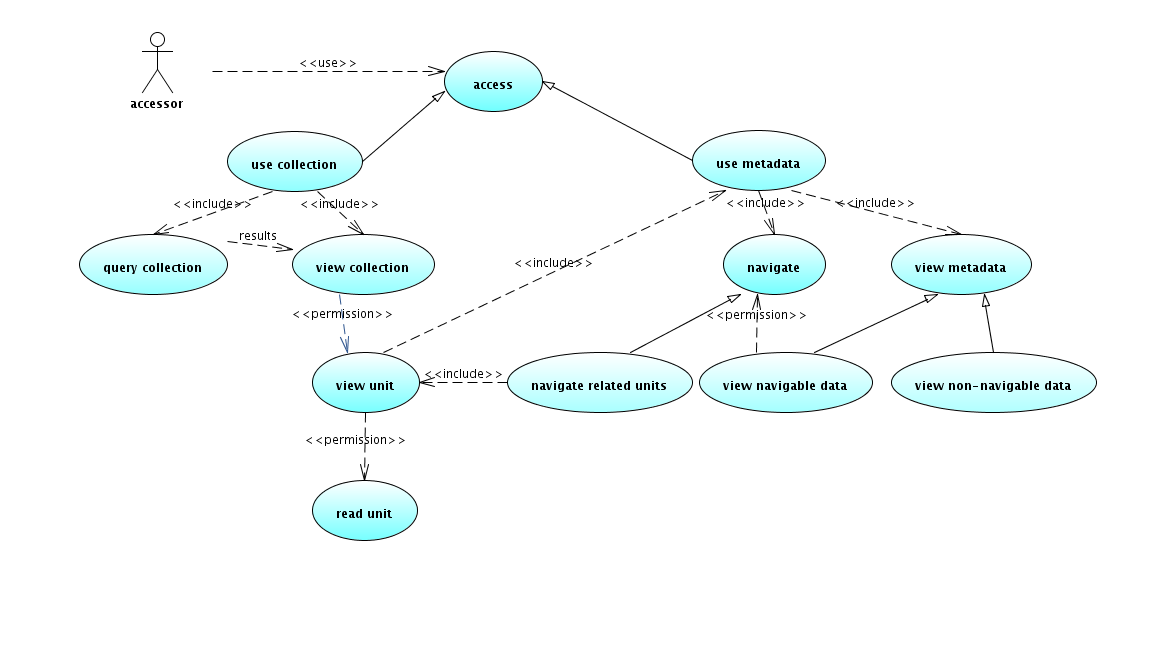 <<use>>
access
accessor
use collection
use metadata
<<include>>
<<include>>
<<include>>
<<include>>
results
query collection
view collection
<<include>>
navigate
view metadata
<<permission>>
<<permission>>
<<include>>
view unit
navigate related units
view navigable data
view non-navigable data
<<permission>>
read unit